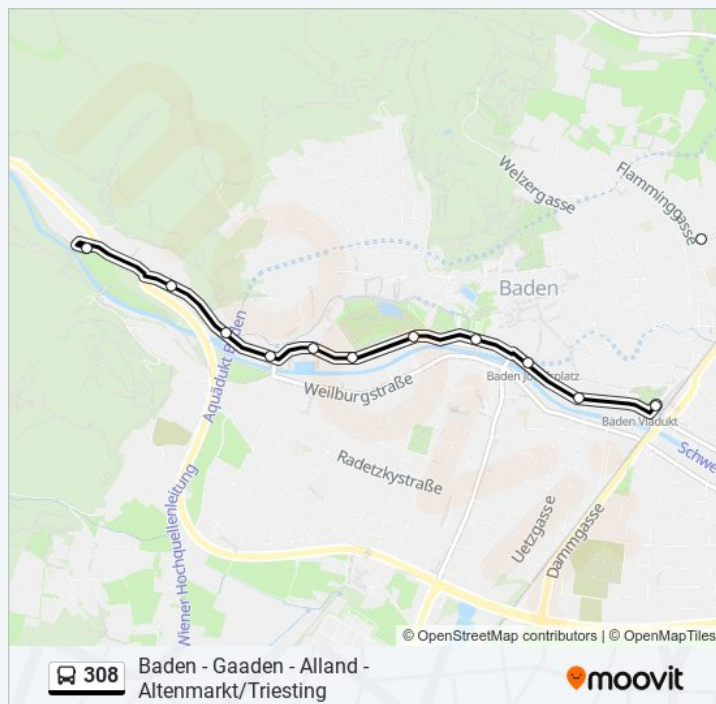 Welzergasse
Flamminggasse
Baden
Aquädukt Baden
Weilburgstraße
Baden Josefsplatz
Baden Viadukt
Radetzkystraße
Uetzgasse
Dammgasse
Wiener Hochquellenleitung
© OpenStreetMap contributors | © OpenMapTiles
308
Baden - Gaaden - Alland -
Altenmarkt/Triesting
moovit